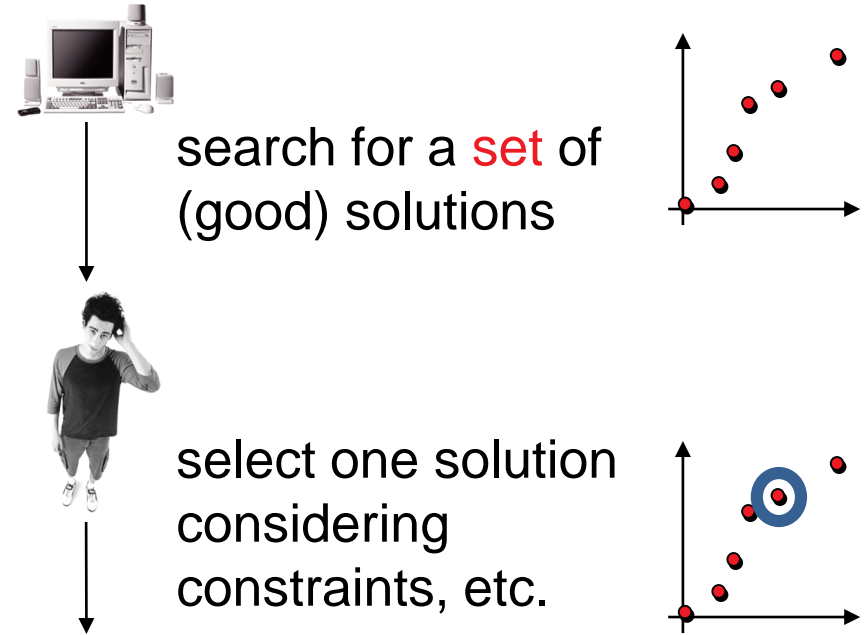 search for a set of
(good) solutions
select one solution
considering
constraints, etc.